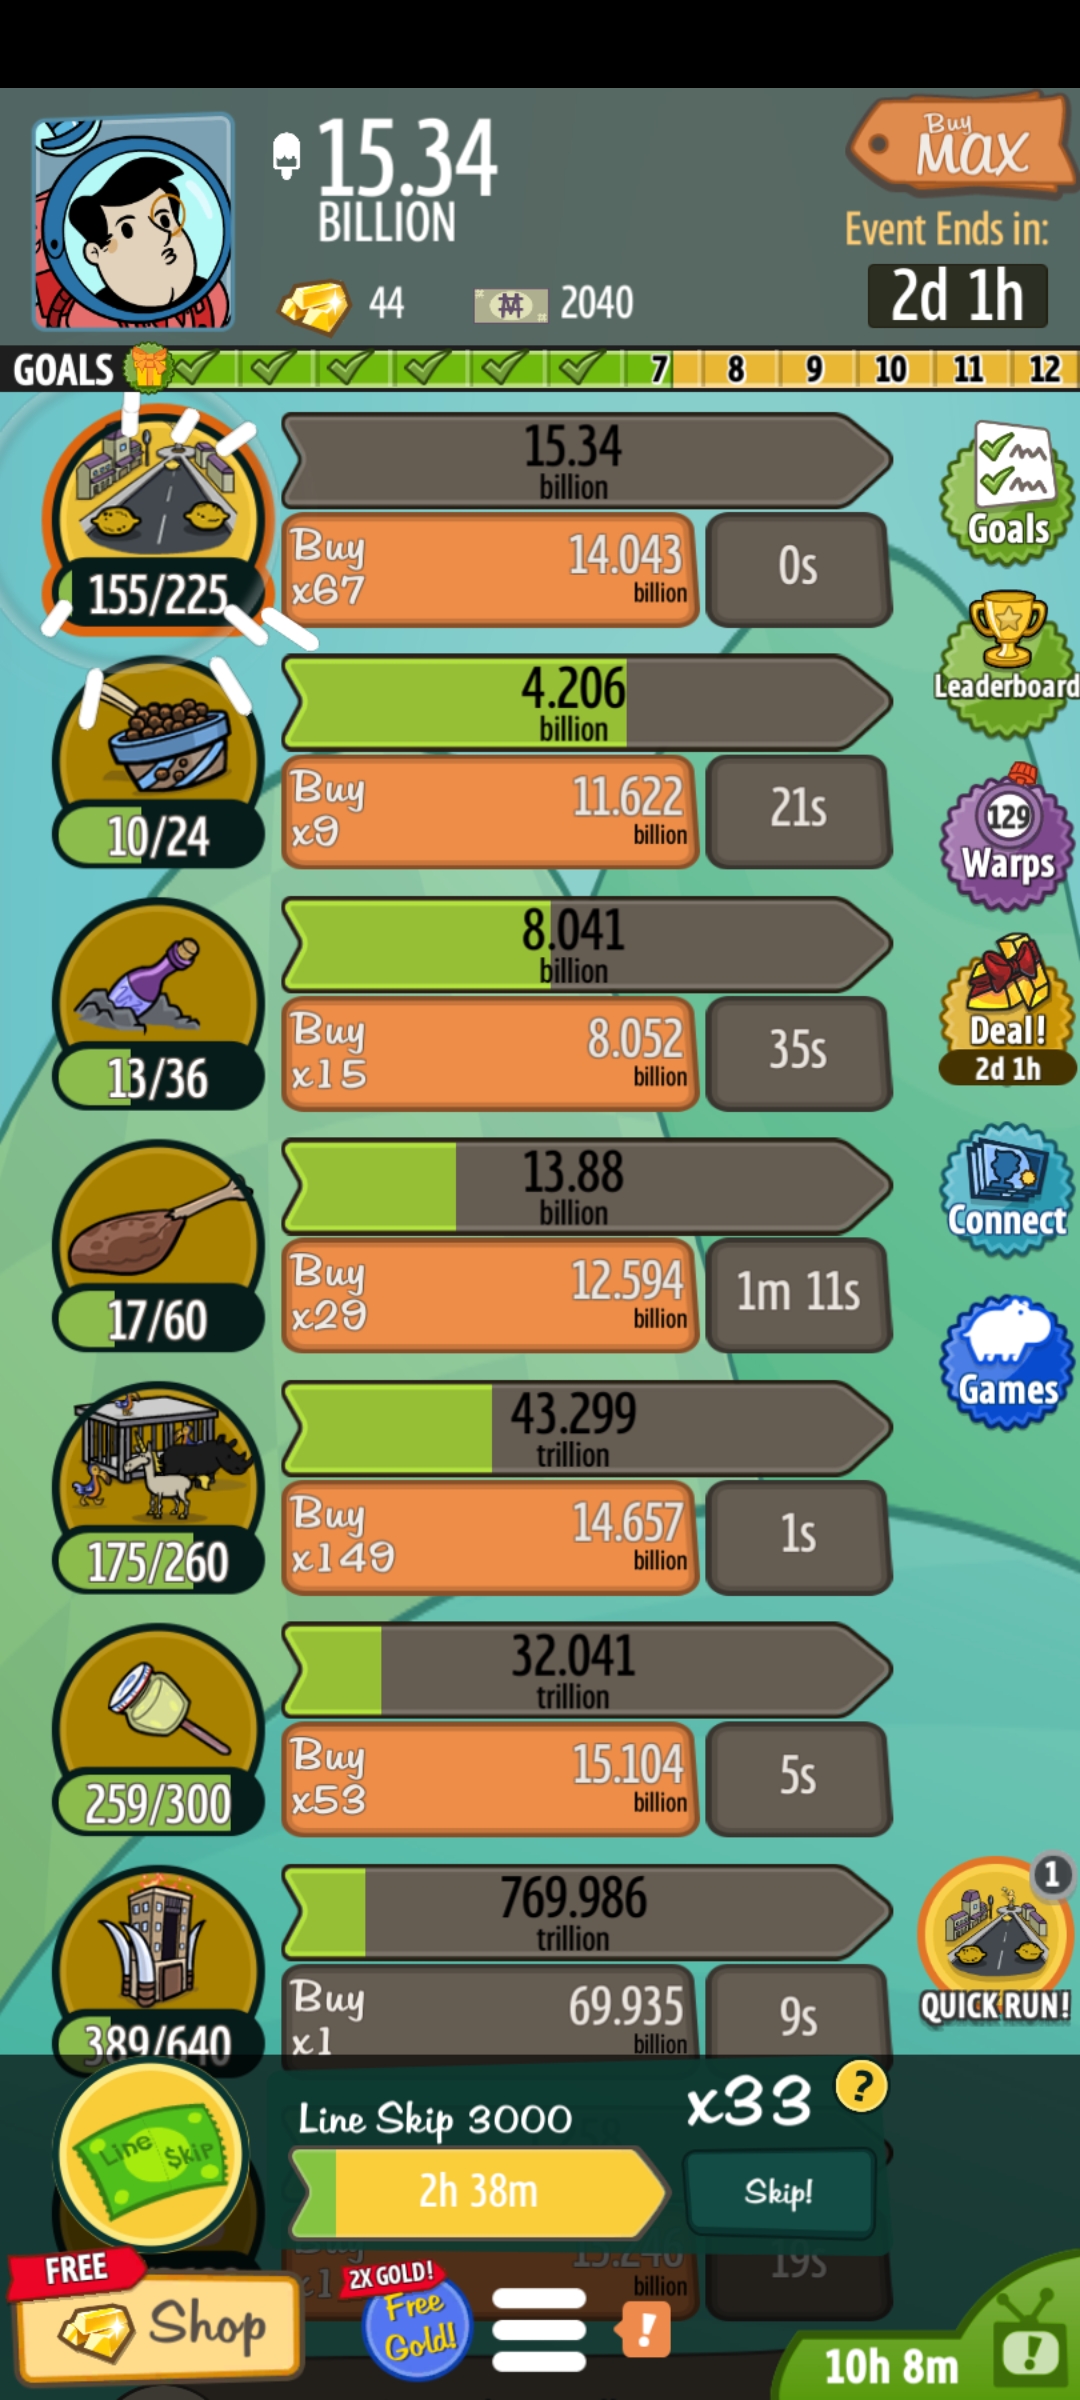 15.34
BILLION
Buy
MAX
Event Ends in:
2d 1h
44
2040
GOALS
7
8
9
10
11
12
15.34
billion
Buy
x67
14.043
billion
0s
155/225
Goals
4.206
billion
Buy
x9
11.622
billion
21s
10/24
Leaderboard
8.041
billion
Buy
x15
8.052
billion
35s
13/36
129
Warps
Deal!
2d 1h
13.88
billion
Buy
x29
12.594
billion
1m 11s
17/60
Connect
Games
43.299
trillion
Buy
x149
14.657
billion
1s
175/260
32.041
trillion
Buy
x53
15.104
billion
5s
259/300
769.986
trillion
Buy
x1
69.935
billion
9s
389/640
1
QUICK RUN!
Line Skip
Line Skip 3000
x33
?
2h 38m
Skip!
Buy
billion
19s
FREE
Shop
2X GOLD!
Free
Gold!
!
10h 8m
!